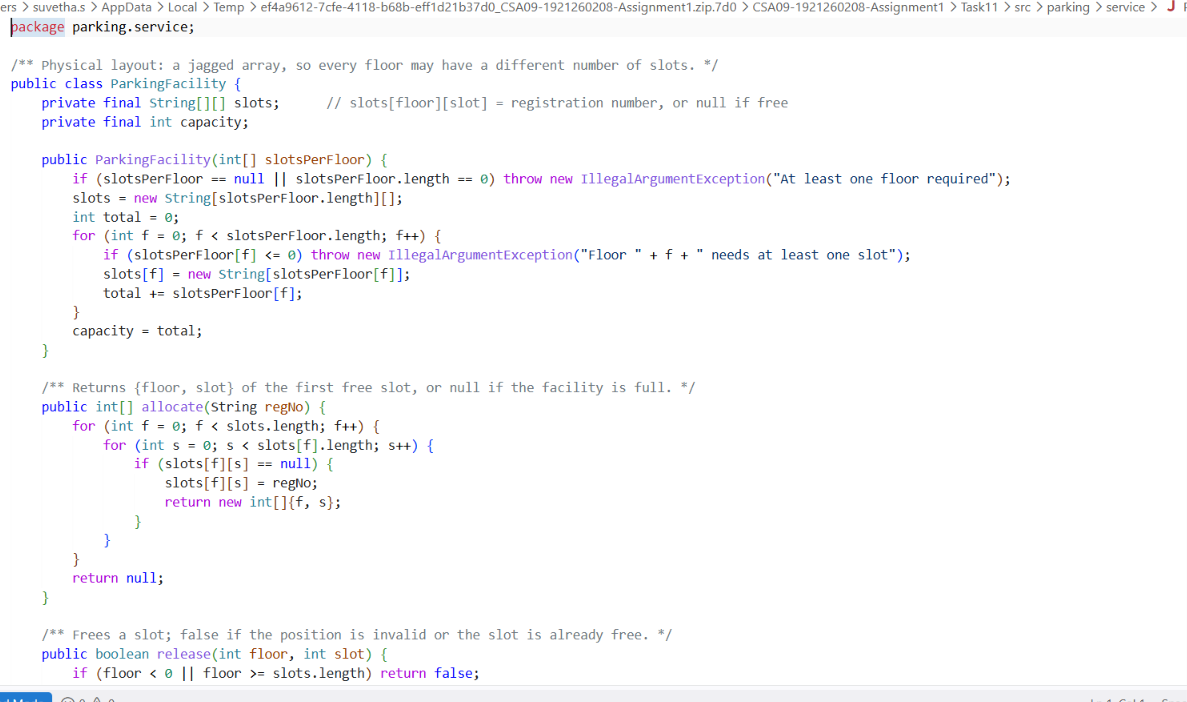 ers > suvetha.s > AppData > Local > Temp > ef4a9612-7cfe-4118-b68b-eff1d21b37d0_CSA09-1921260208-Assignment1.zip.7d0 > CSA09-1921260208-Assignment1 > Task11 > src > parking > service > J
package parking.service;
/** Physical layout: a jagged array, so every floor may have a different number of slots. */
public class ParkingFacility {
    private final String[][] slots;      // slots[floor][slot] = registration number, or null if free
    private final int capacity;
    public ParkingFacility(int[] slotsPerFloor) {
        if (slotsPerFloor == null || slotsPerFloor.length == 0) throw new IllegalArgumentException("At least one floor required");
        slots = new String[slotsPerFloor.length][];
        int total = 0;
        for (int f = 0; f < slotsPerFloor.length; f++) {
            if (slotsPerFloor[f] <= 0) throw new IllegalArgumentException("Floor " + f + " needs at least one slot");
            slots[f] = new String[slotsPerFloor[f]];
            total += slotsPerFloor[f];
        }
        capacity = total;
    }
    /** Returns {floor, slot} of the first free slot, or null if the facility is full. */
    public int[] allocate(String regNo) {
        for (int f = 0; f < slots.length; f++) {
            for (int s = 0; s < slots[f].length; s++) {
                if (slots[f][s] == null) {
                    slots[f][s] = regNo;
                    return new int[]{f, s};
                }
            }
        }
        return null;
    }
    /** Frees a slot; false if the position is invalid or the slot is already free. */
    public boolean release(int floor, int slot) {
        if (floor < 0 || floor >= slots.length) return false;